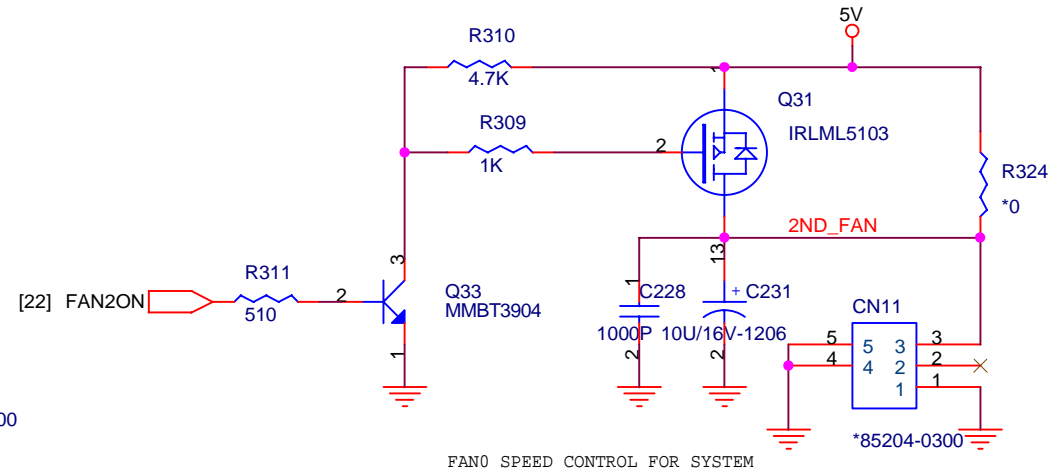 5V
R310
4.7K
1
Q31
IRLML5103
R309
1K
2
R324
*0
2ND_FAN
3
R311
[22] FAN2ON
510
2
Q33
MMBT3904
1
1
C228
1000P
2
13
+ C231
10U/16V-1206
2
CN11
5 5 3 3
4 4 2 2
1 1
*85204-0300
00
FAN0 SPEED CONTROL FOR SYSTEM